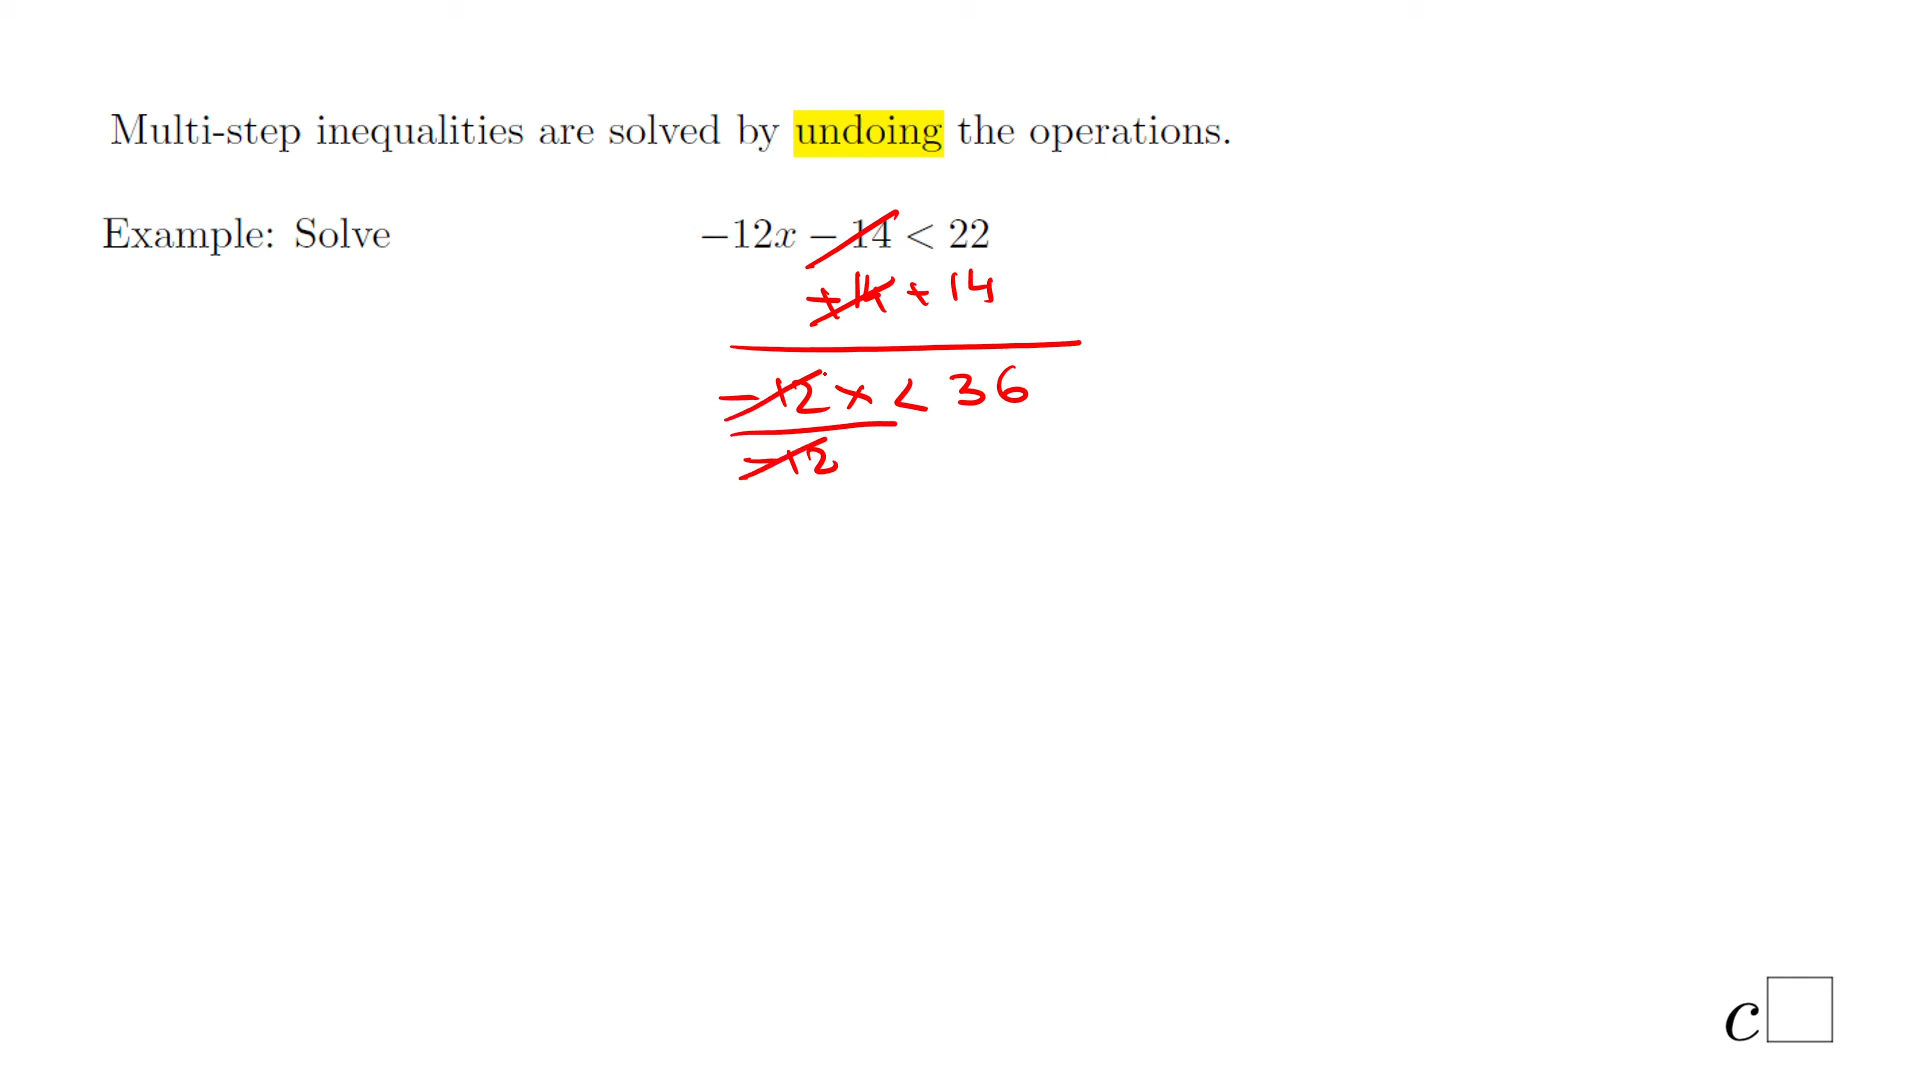 Multi-step inequalities are solved by undoing the operations.
Example: Solve −12x − 14 < 22
+14 + 14
−12x < 36
−12
c